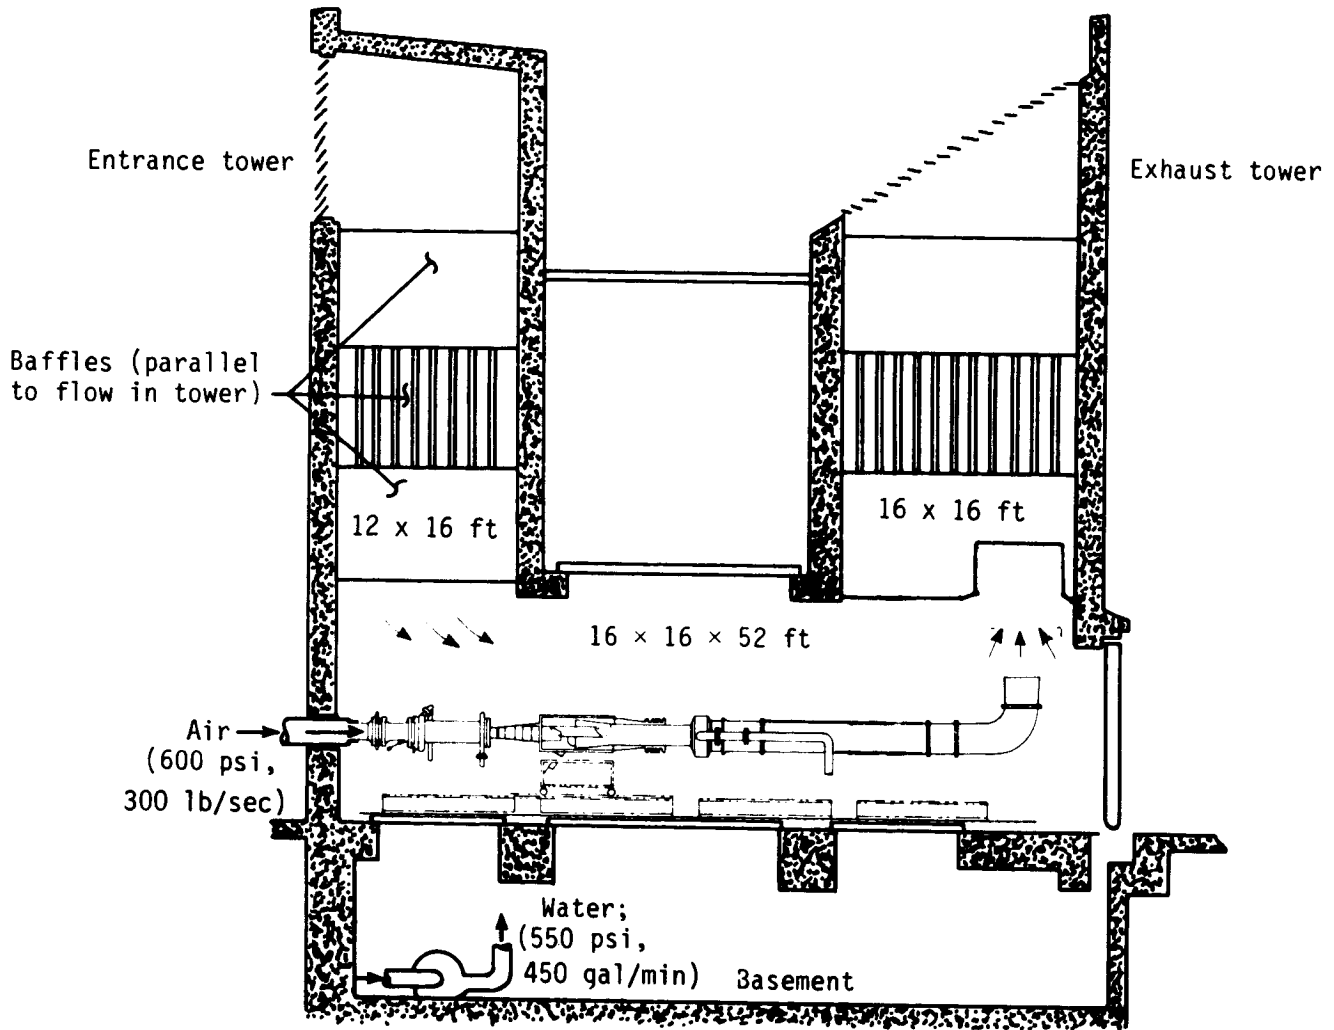 Entrance tower
Exhaust tower
Baffles (parallel
to flow in tower)
12 x 16 ft
16 x 16 ft
16 × 16 × 52 ft
Air
(600 psi,
300 lb/sec)
Water;
(550 psi,
450 gal/min)
Basement